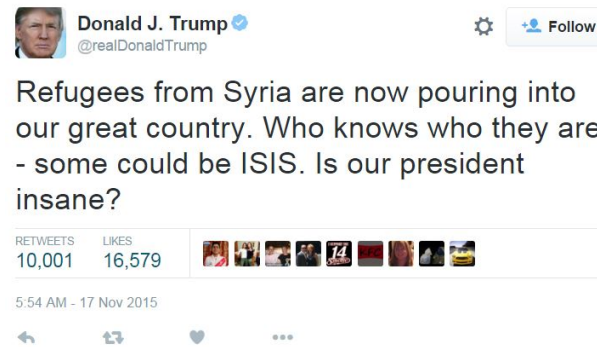 Donald J. Trump
@realDonaldTrump
Follow
Refugees from Syria are now pouring into
our great country. Who knows who they are
- some could be ISIS. Is our president
insane?
RETWEETS LIKES
10,001 16,579
14
5:54 AM - 17 Nov 2015